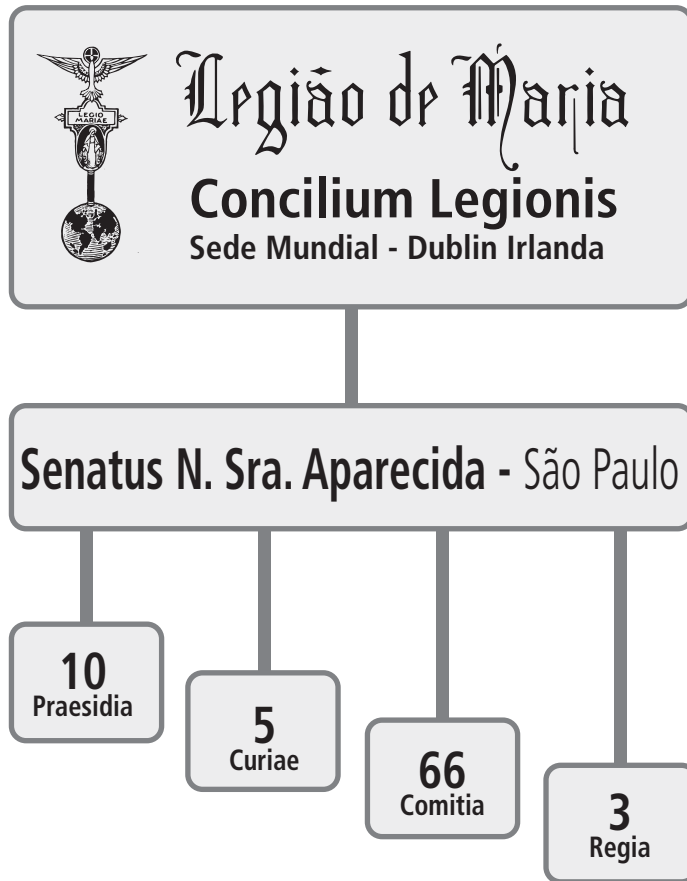 LEGIO
MARIAE
Legião de Maria
Concilium Legionis
Sede Mundial - Dublin Irlanda
Senatus N. Sra. Aparecida - São Paulo
10
Praesidia
5
Curiae
66
Comitia
3
Regia